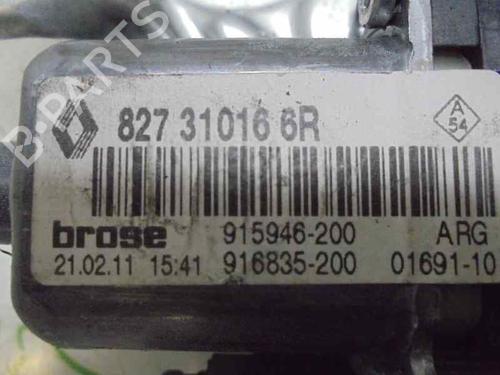 827 31016 6R
A
54
brose
915946-200
ARG
21.02.11 15:41
916835-200
01691-10
B-PARTS